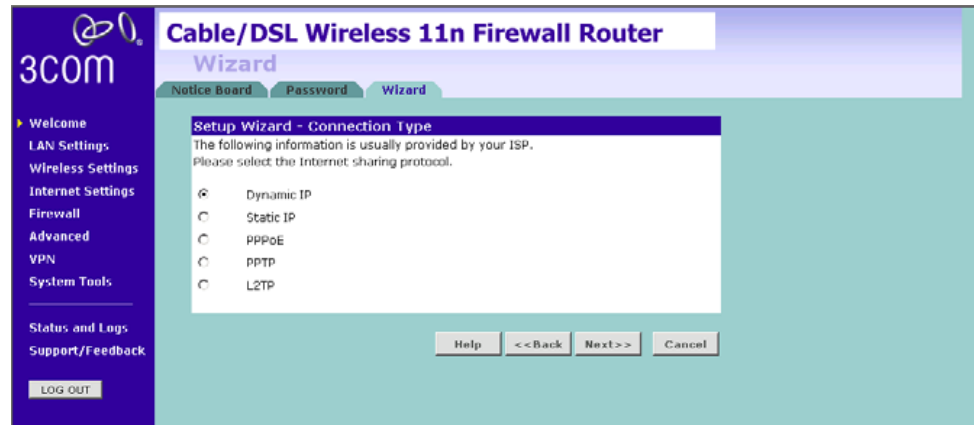 3COM
Cable/DSL Wireless 11n Firewall Router
Wizard
Notice Board Password Wizard
Welcome
LAN Settings
Wireless Settings
Internet Settings
Firewall
Advanced
VPN
System Tools
Status and Logs
Support/Feedback
LOG OUT
Setup Wizard - Connection Type
The following information is usually provided by your ISP.
Please select the Internet sharing protocol.
Dynamic IP
Static IP
PPPoE
PPTP
L2TP
Help <<Back Next>> Cancel